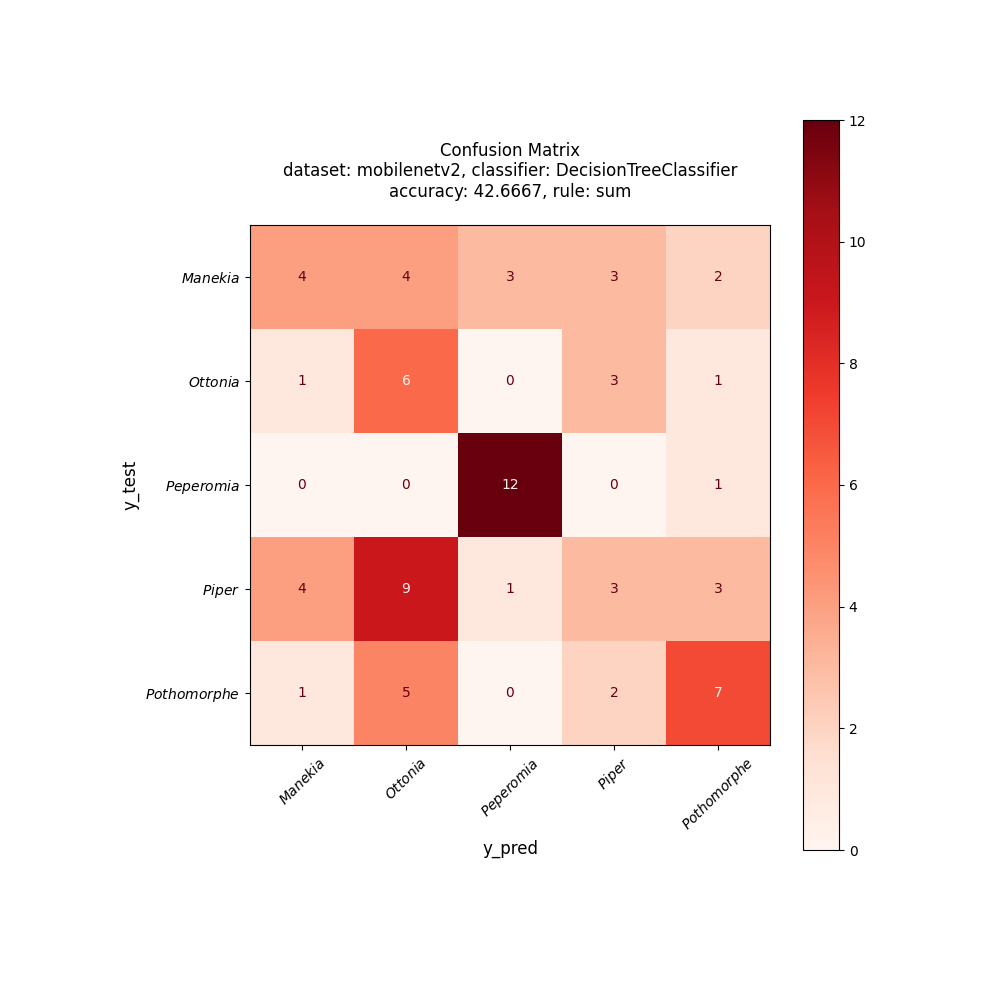 Confusion Matrix
dataset: mobilenetv2, classifier: DecisionTreeClassifier
accuracy: 42.6667, rule: sum
12
10
8
6
4
2
0
y_test
Manekia 4 4 3 3 2
Ottonia 1 6 0 3 1
Peperomia 0 0 12 0 1
Piper 4 9 1 3 3
Pothomorphe 1 5 0 2 7
Manekia Ottonia Peperomia Piper Pothomorphe
y_pred